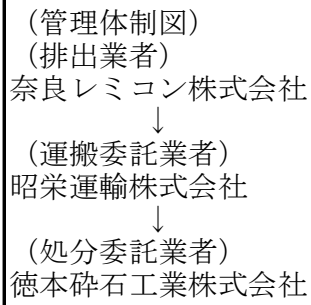 （管理体制図）
（排出業者）
奈良レミコン株式会社
↓
（運搬委託業者）
昭栄運輸株式会社
↓
（処分委託業者）
徳本砕石工業株式会社